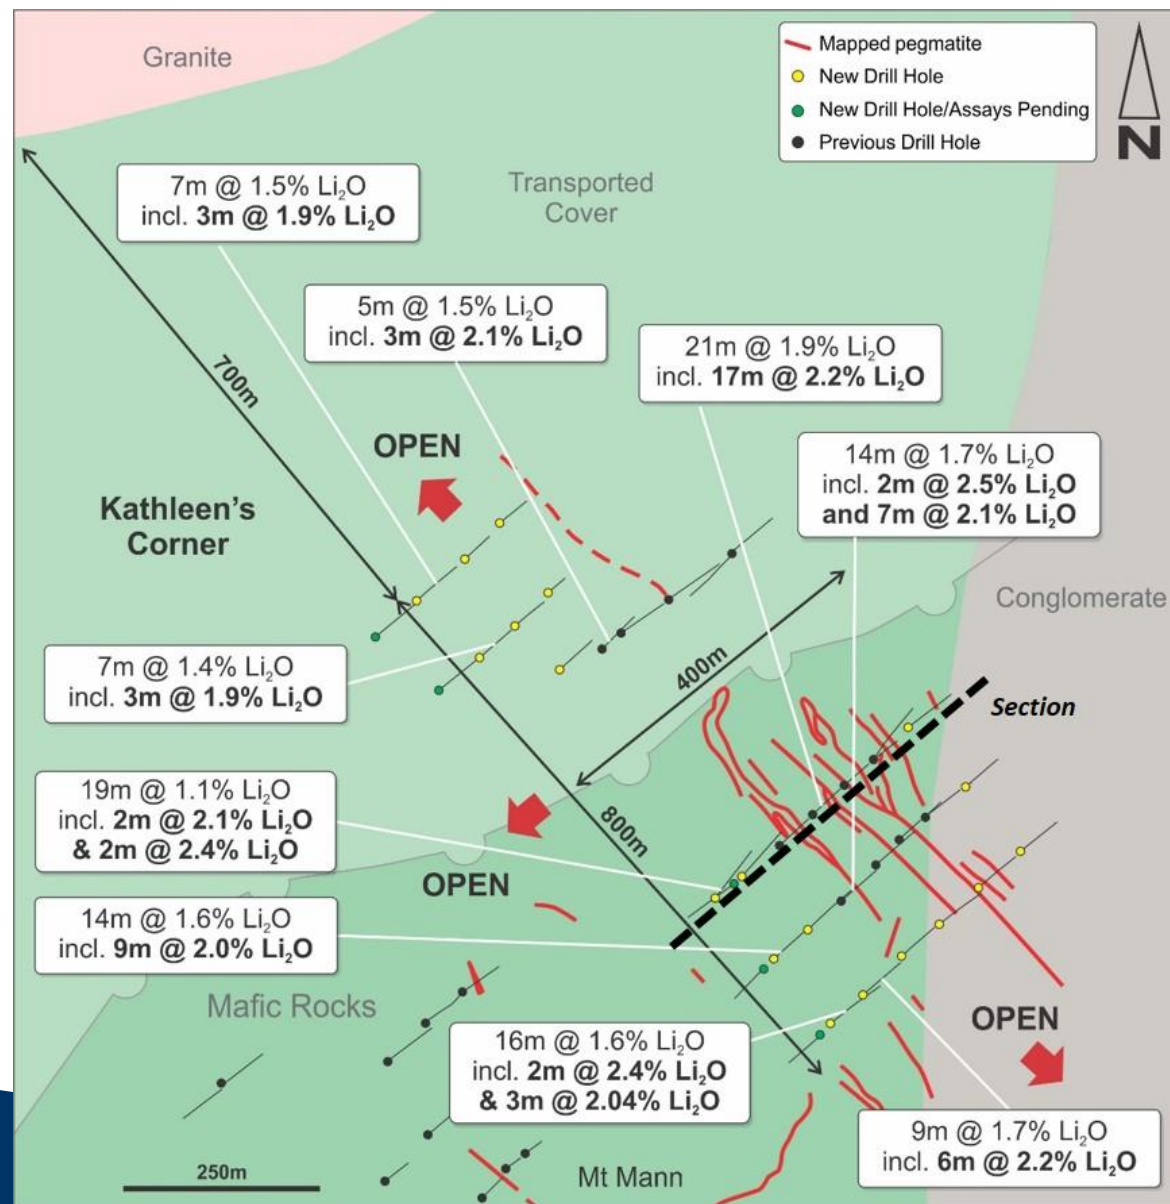 Granite
Mapped pegmatite
New Drill Hole
New Drill Hole/Assays Pending
Previous Drill Hole
N
7m @ 1.5% Li₂O
incl. 3m @ 1.9% Li₂O
Transported
Cover
5m @ 1.5% Li₂O
incl. 3m @ 2.1% Li₂O
21m @ 1.9% Li₂O
incl. 17m @ 2.2% Li₂O
700m
OPEN
14m @ 1.7% Li₂O
incl. 2m @ 2.5% Li₂O
and 7m @ 2.1% Li₂O
Kathleen's
Corner
Conglomerate
7m @ 1.4% Li₂O
incl. 3m @ 1.9% Li₂O
400m
Section
19m @ 1.1% Li₂O
incl. 2m @ 2.1% Li₂O
& 2m @ 2.4% Li₂O
800m
OPEN
14m @ 1.6% Li₂O
incl. 9m @ 2.0% Li₂O
Mafic Rocks
OPEN
16m @ 1.6% Li₂O
incl. 2m @ 2.4% Li₂O
& 3m @ 2.04% Li₂O
9m @ 1.7% Li₂O
incl. 6m @ 2.2% Li₂O
250m
Mt Mann